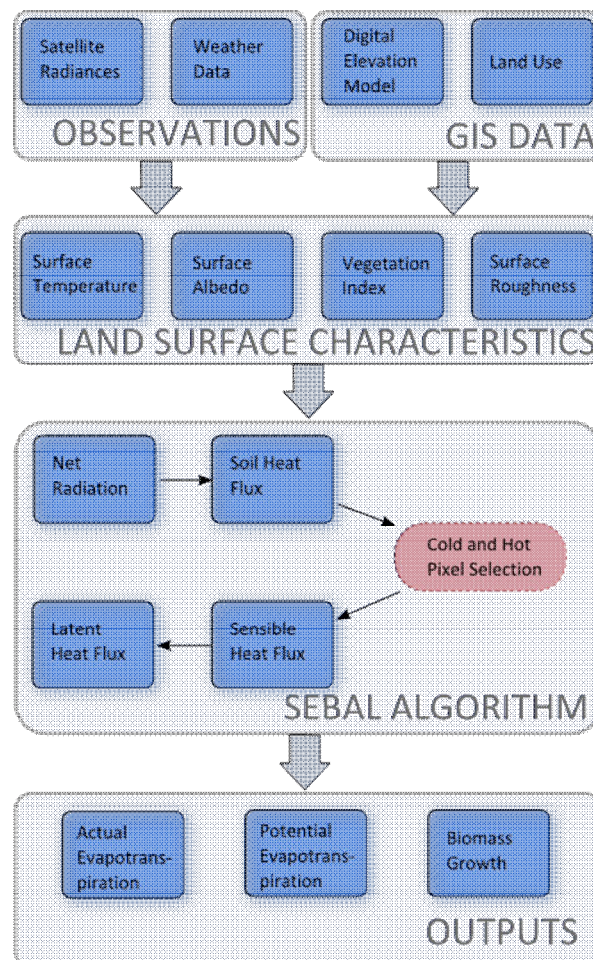 Satellite
Radiances
Weather
Data
OBSERVATIONS
Digital
Elevation
Model
Land Use
GIS DATA
Surface
Temperature
Surface
Albedo
Vegetation
Index
Surface
Roughness
LAND SURFACE CHARACTERISTICS
Net
Radiation
Soil Heat
Flux
Cold and Hot
Pixel Selection
Latent
Heat Flux
Sensible
Heat Flux
SEBAL ALGORITHM
Actual
Evapotrans-
piration
Potential
Evapotrans-
piration
Biomass
Growth
OUTPUTS